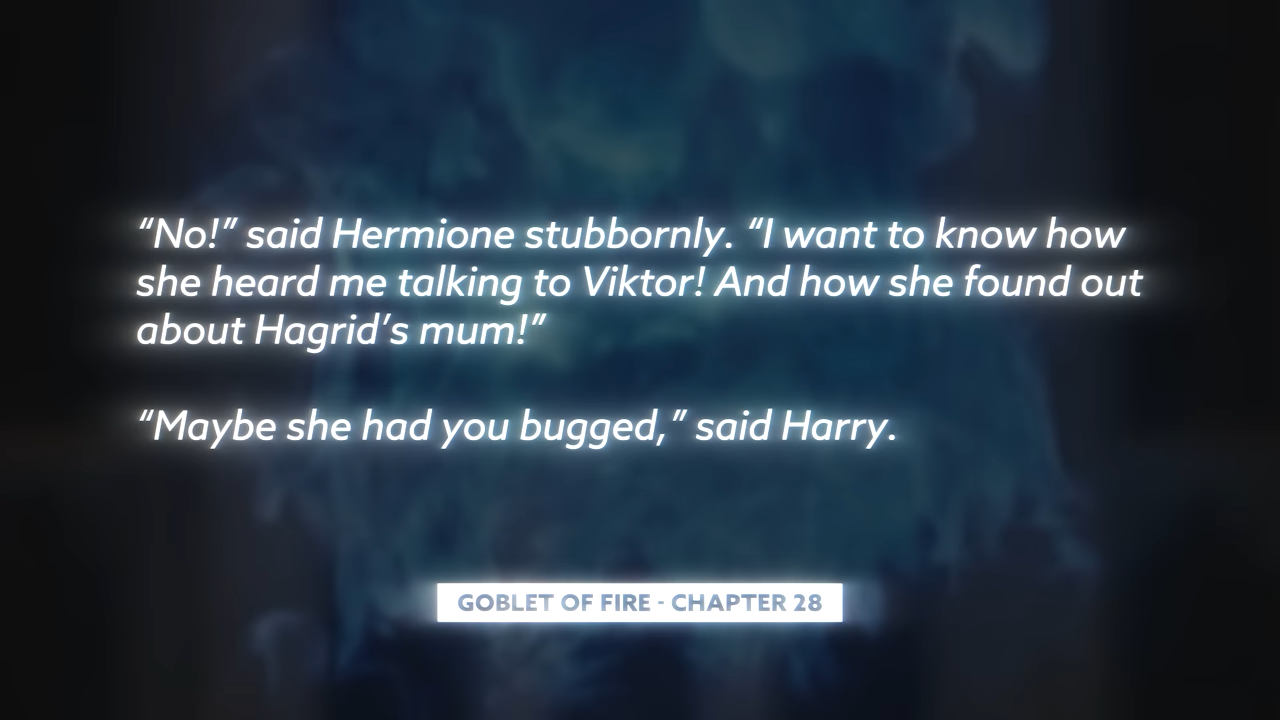 “No!” said Hermione stubbornly. “I want to know how
she heard me talking to Viktor! And how she found out
about Hagrid’s mum!”
“Maybe she had you bugged,” said Harry.
GOBLET OF FIRE - CHAPTER 28